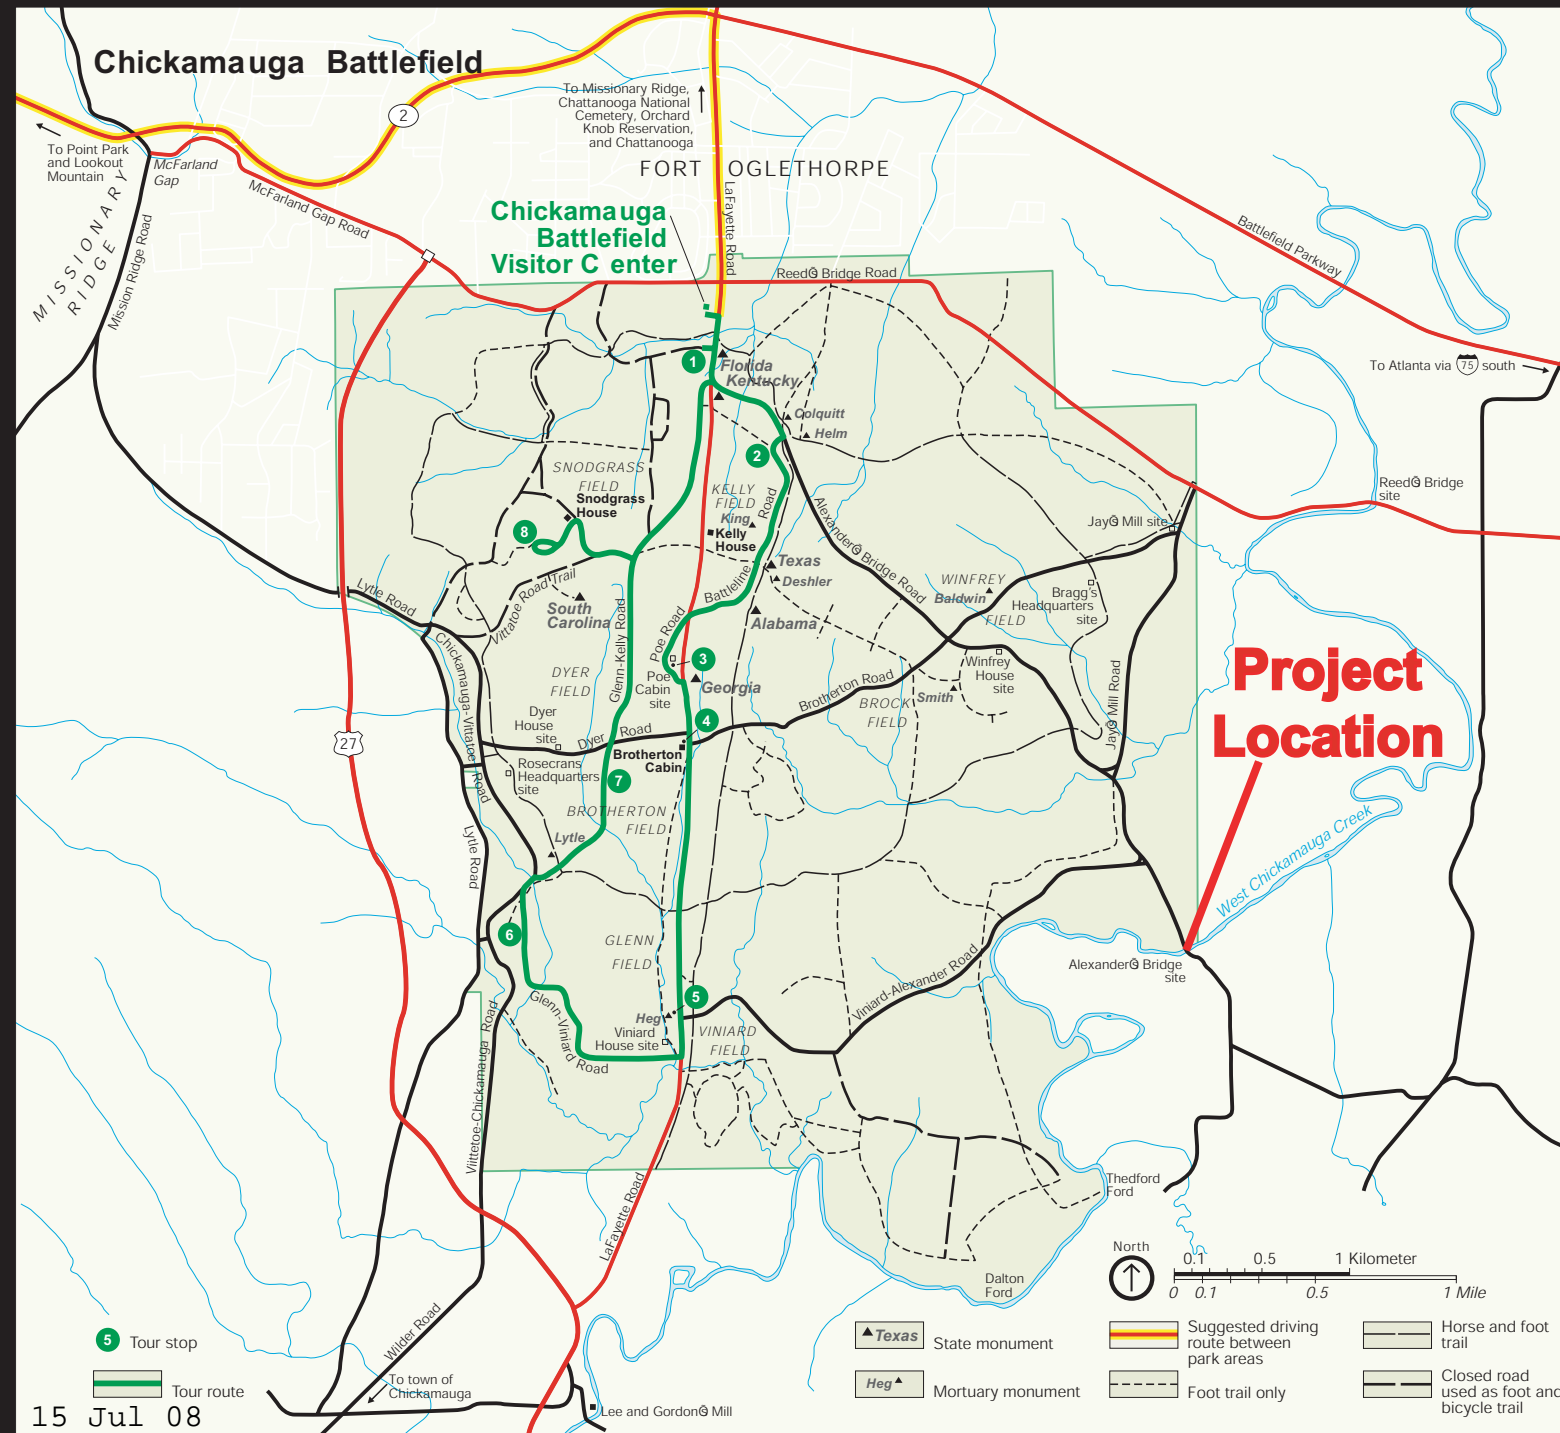 Chickamauga Battlefield
2
To Missionary Ridge,
Chattanooga National
Cemetery, Orchard
Knob Reservation,
and Chattanooga
To Point Park
and Lookout
Mountain
McFarland
Gap
FORT OGLETHORPE
McFarland Gap Road
MISSIONARY
RIDGE
Mission Ridge Road
LaFayette Road
Chickamauga
Battlefield
Visitor C enter
Battlefield Parkway
ReedÕs Bridge Road
To Atlanta via 75 south
1
Florida
Kentucky
Colquitt
Helm
2
SNODGRASS
FIELD
Snodgrass
House
KELLY
FIELD
King
Kelly
House
Road
ReedÕs Bridge
site
JayÕs Mill site
8
AlexanderÕs Bridge Road
Texas
Deshler
WINFREY
Baldwin
FIELD
Bragg's
Headquarters
site
Lytle Road
Vittatoe Road Trail
South
Carolina
Battleline
Alabama
Glenn-Kelly Road
Poe Road
Chickamauga-Vittatoe Road
3
Poe
Cabin
site
Georgia
DYER
FIELD
Winfrey
House
site
Smith
Brotherton Road
BROCK
FIELD
JayÕs Mill Road
Project
Location
Dyer
House
site
Dyer Road
4
27
Brotherton
Cabin
Rosecrans
Headquarters
site
7
BROTHERTON
FIELD
Lytle
Lytle Road
West Chickamauga Creek
6
GLENN
FIELD
AlexanderÕs Bridge
site
Viniard-Alexander Road
5
Glenn-Viniard Road
Heg
Viniard
House site
VINIARD
FIELD
Viittetoe-Chickamauga Road
LaFayette Road
Thedford
Ford
Dalton
Ford
North
0.1 0.5 1 Kilometer
0 0.1 0.5 1 Mile
Wilder Road
To town of
Chickamauga
Lee and GordonÕs Mill
5 Tour stop
Tour route
Texas State monument
Heg Mortuary monument
Suggested driving
route between
park areas
Foot trail only
Horse and foot
trail
Closed road
used as foot and
bicycle trail
15 Jul 08